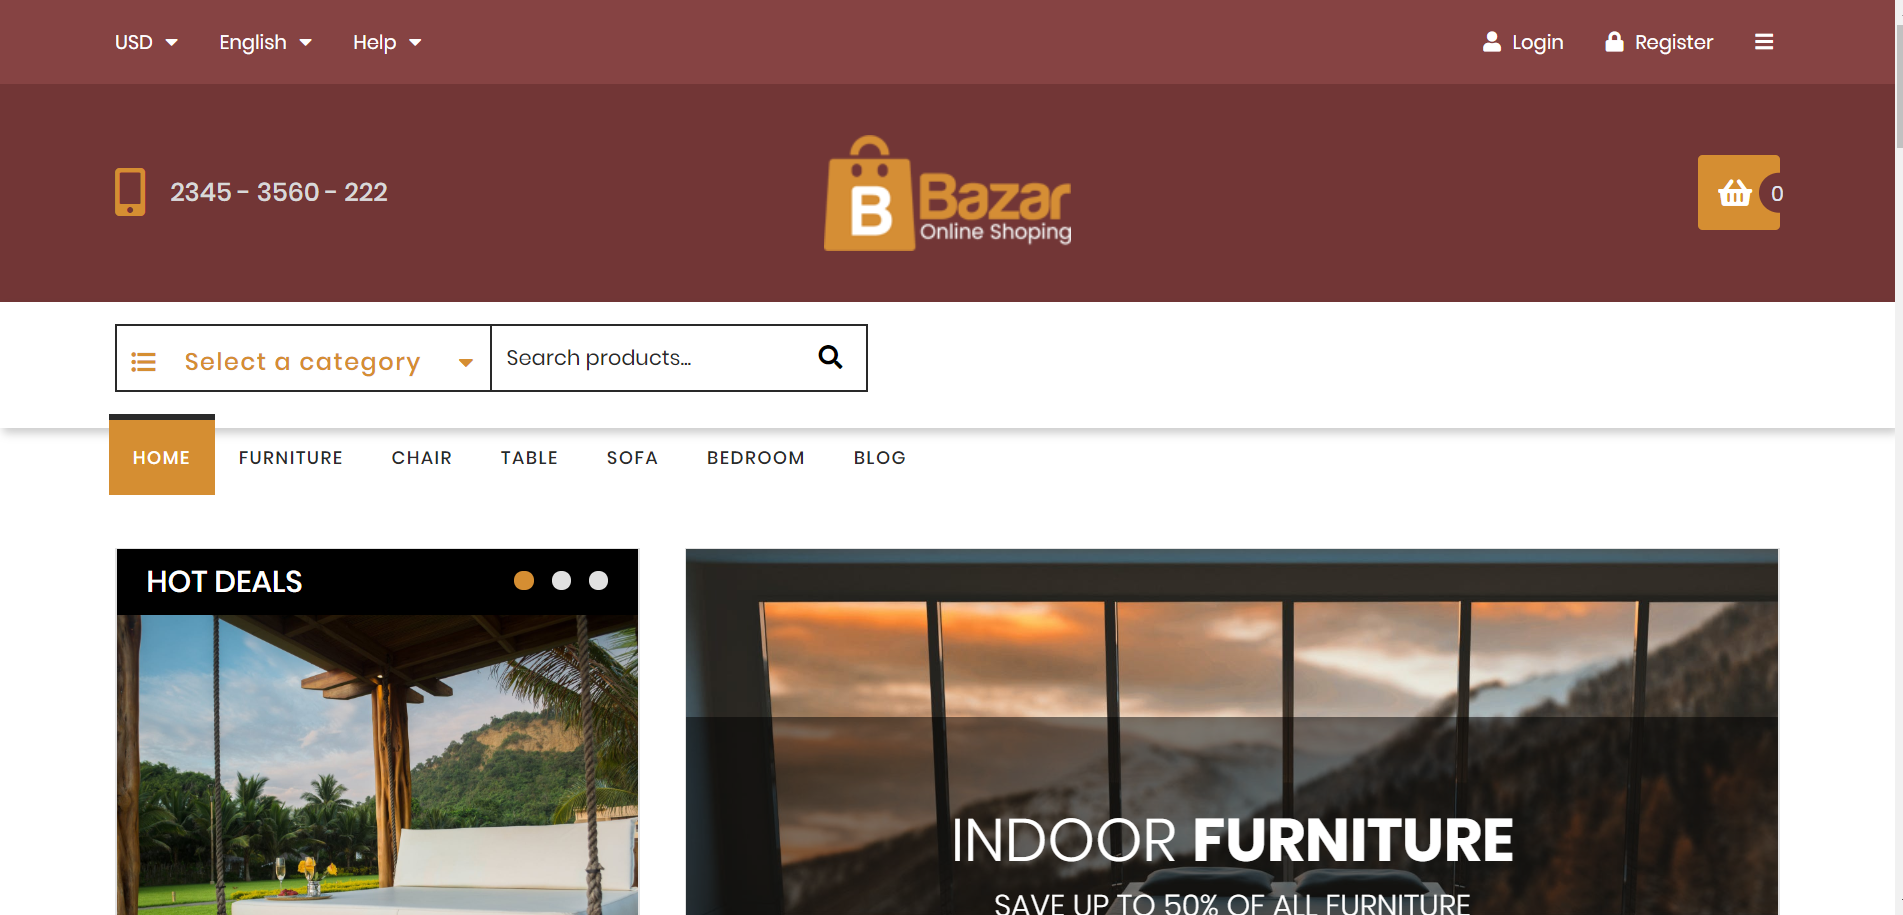 USD English Help Login Register
2345 - 3560 - 222
B Bazar
Online Shoping
0
Select a category Search products...
HOME FURNITURE CHAIR TABLE SOFA BEDROOM BLOG
HOT DEALS
INDOOR FURNITURE
SAVE UP TO 50% OF ALL FURNITURE